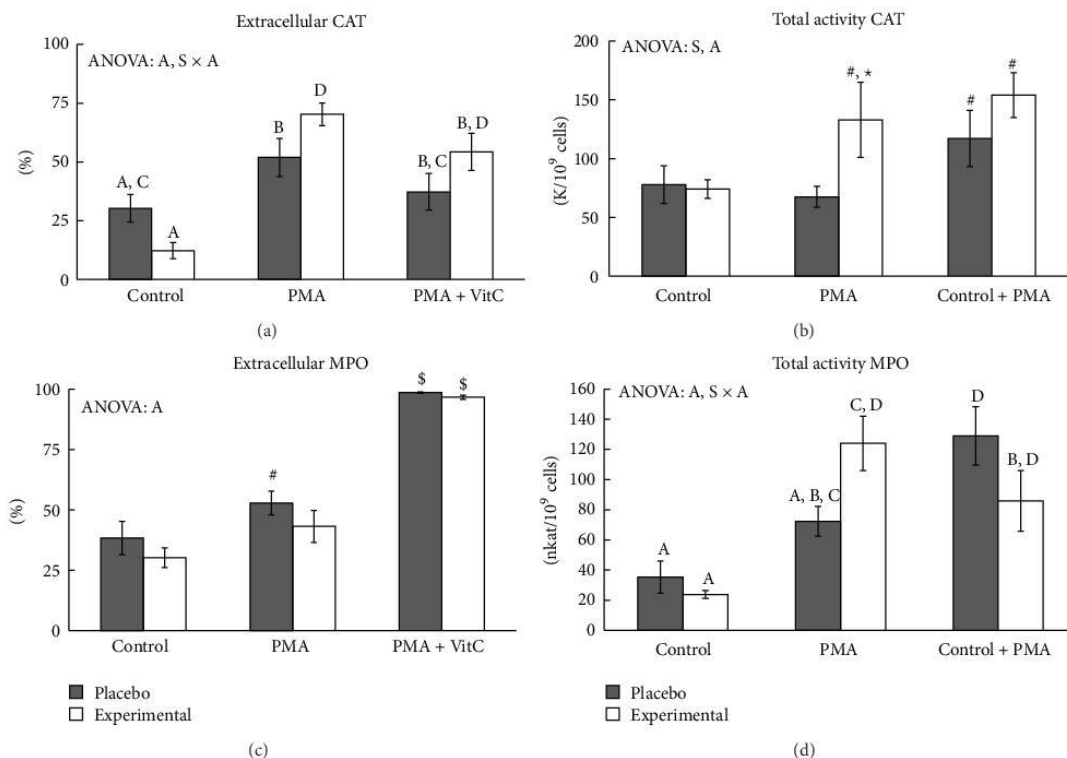 Extracellular CAT
100
75
50
25
0
(%)
ANOVA: A, S × A
A, C
A
B
D
B, C
B, D
Control
PMA
PMA + VitC
(a)
Total activity CAT
200
150
100
50
0
(K/10⁹ cells)
ANOVA: S, A
#, *
#
#
Control
PMA
Control + PMA
(b)
Extracellular MPO
100
75
50
25
0
(%)
ANOVA: A
#
$
$
Control
PMA
PMA + VitC
Placebo
Experimental
(c)
Total activity MPO
160
140
120
100
80
60
40
20
0
(nkat/10⁹ cells)
ANOVA: A, S × A
A
A
A, B, C
C, D
D
B, D
Control
PMA
Control + PMA
Placebo
Experimental
(d)